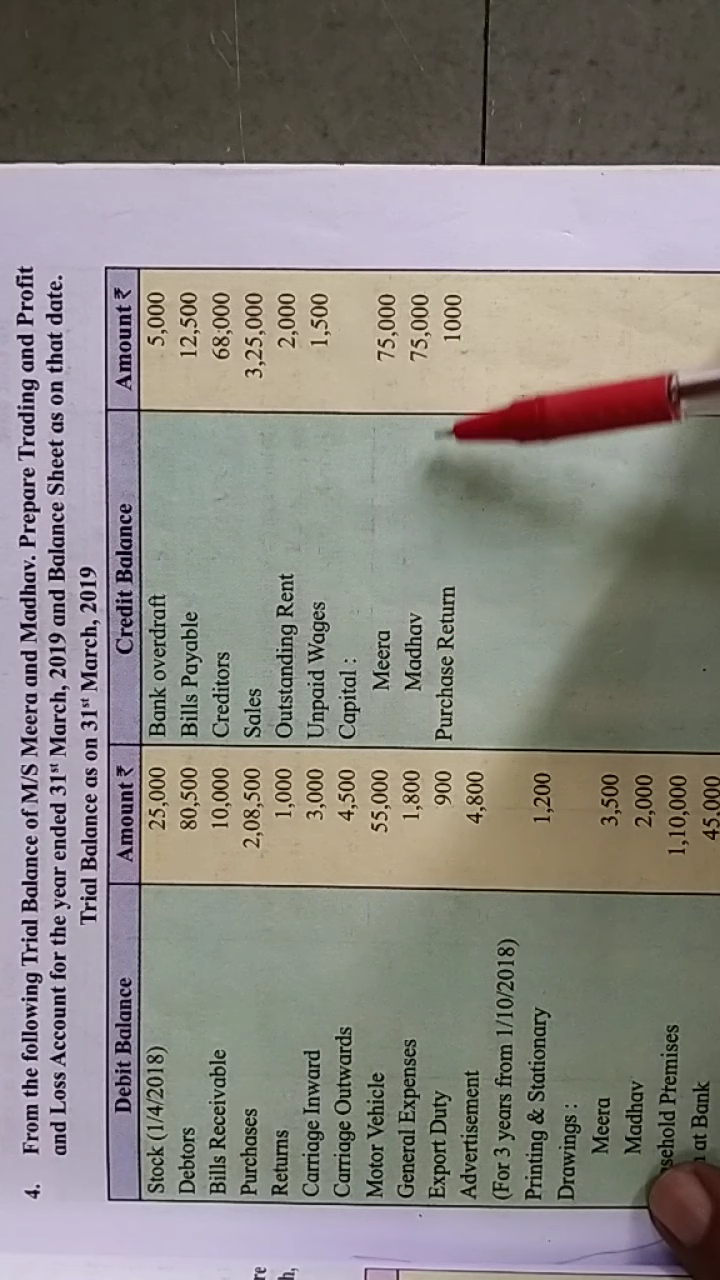 4. From the following Trial Balance of M/S Meera and Madhav. Prepare Trading and Profit
and Loss Account for the year ended 31st March, 2019 and Balance Sheet as on that date.
Trial Balance as on 31st March, 2019
Debit Balance Amount ₹ Credit Balance Amount ₹
Stock (1/4/2018) 25,000 Bank overdraft 5,000
Debtors 80,500 Bills Payable 12,500
Bills Receivable 10,000 Creditors 68,000
Purchases 2,08,500 Sales 3,25,000
Returns 1,000 Outstanding Rent 2,000
Carriage Inward 3,000 Unpaid Wages 1,500
Carriage Outwards 4,500 Capital :
Motor Vehicle 55,000 Meera 75,000
General Expenses 1,800 Madhav 75,000
Export Duty 900 Purchase Return 1000
Advertisement 4,800
(For 3 years from 1/10/2018)
Printing & Stationary 1,200
Drawings :
Meera 3,500
Madhav 2,000
Premises 1,10,000
at Bank 45,000